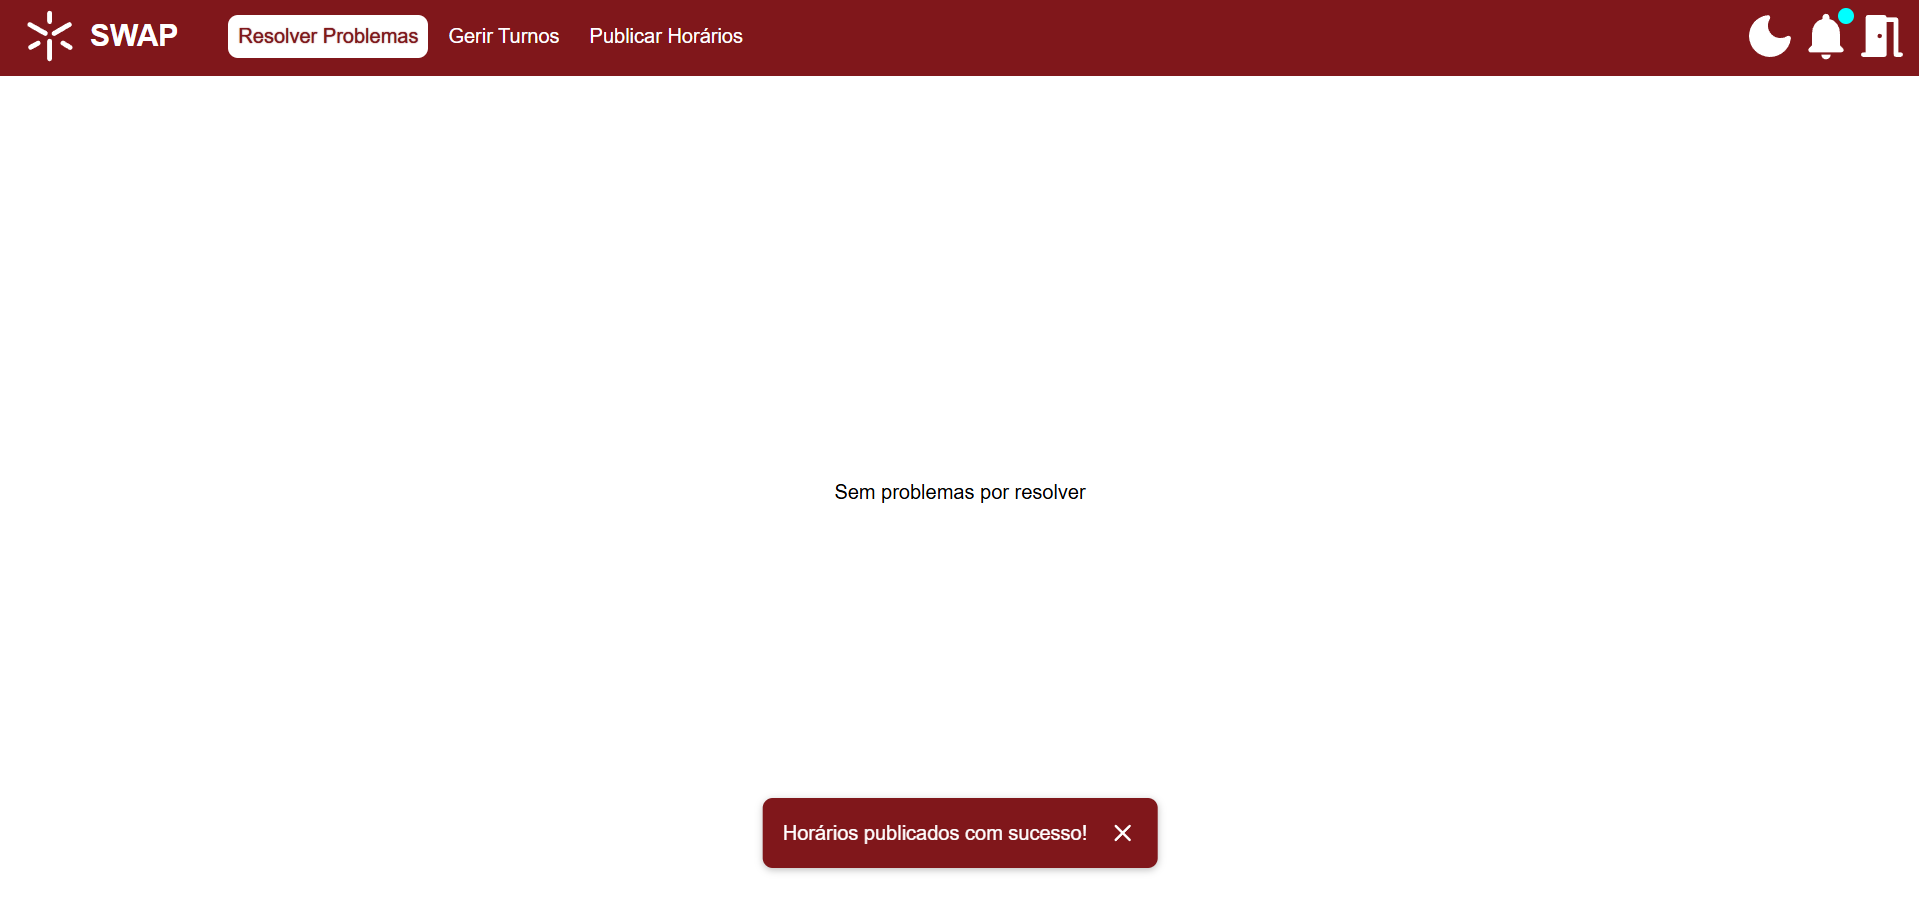 SWAP
Resolver Problemas
Gerir Turnos
Publicar Horários
Sem problemas por resolver
Horários publicados com sucesso!